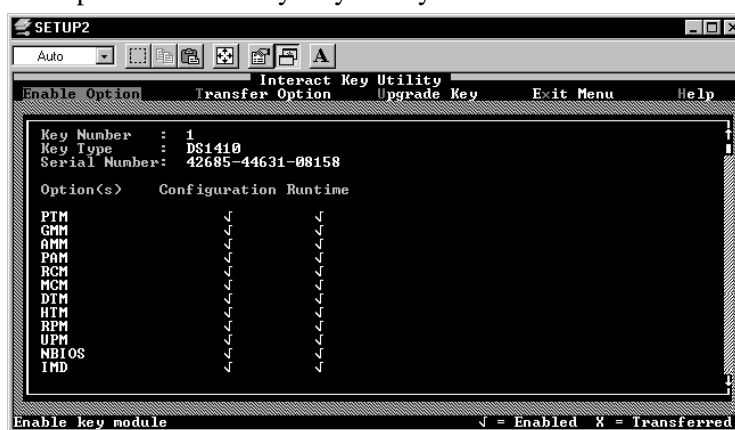 SETUP2
Auto
A
Interact Key Utility
Enable Option Transfer Option Upgrade Key Exit Menu Help
Key Number : 1
Key Type : DS1410
Serial Number: 42685-44631-08158
Option(s) Configuration Runtime
PTM √ √
GMM √ √
AMM √ √
PAM √ √
RCM √ √
MCM √ √
DTM √ √
HTM √ √
RPM √ √
UPM √ √
NBIOS √ √
IMD √ √
Enable key module √ = Enabled X = Transferred